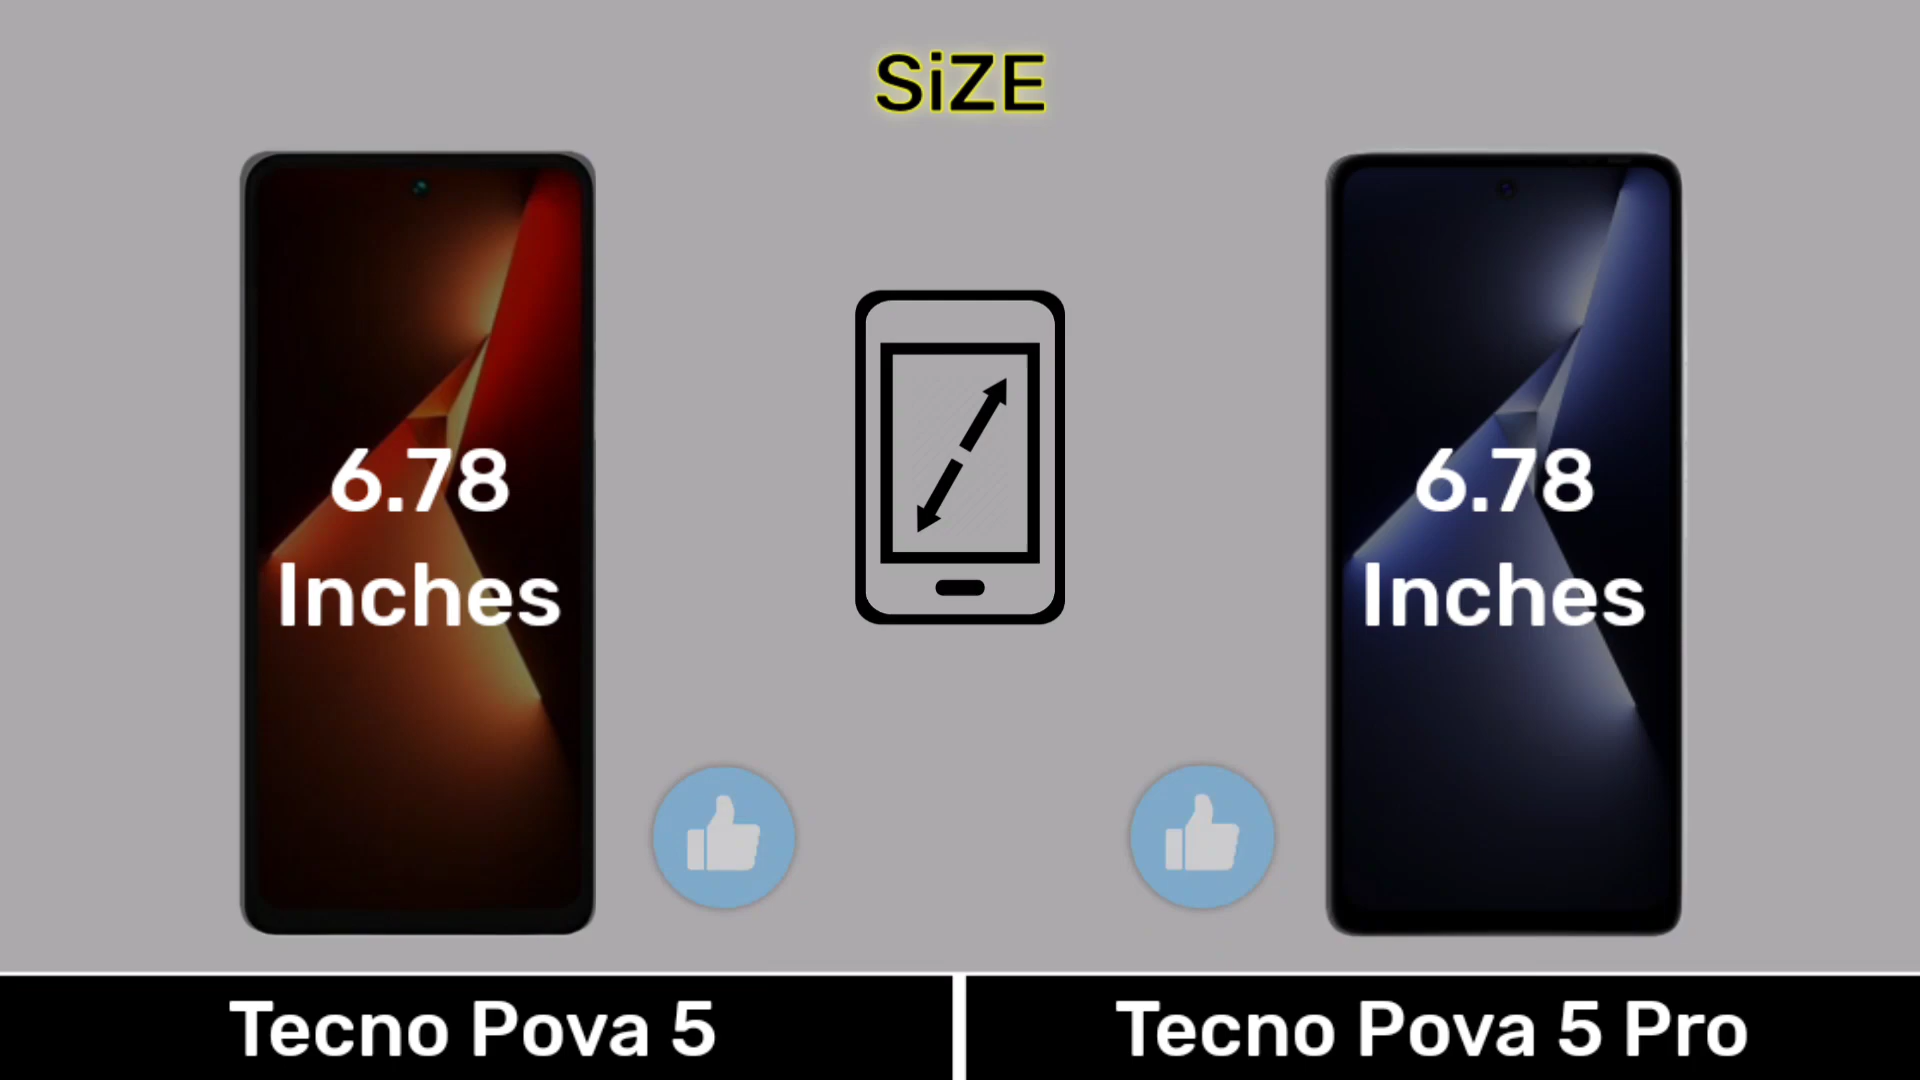 SiZE
6.78
Inches
6.78
Inches
Tecno Pova 5
Tecno Pova 5 Pro